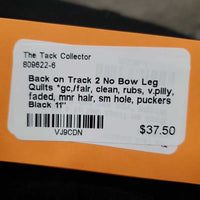 The Tack Collector
809622-6
Back on Track 2 No Bow Leg
Quilts *gc,/fair, clean, rubs, v.pilly,
faded, mnr hair, sm hole, puckers
Black 11"
VJ9CDN
$37.50